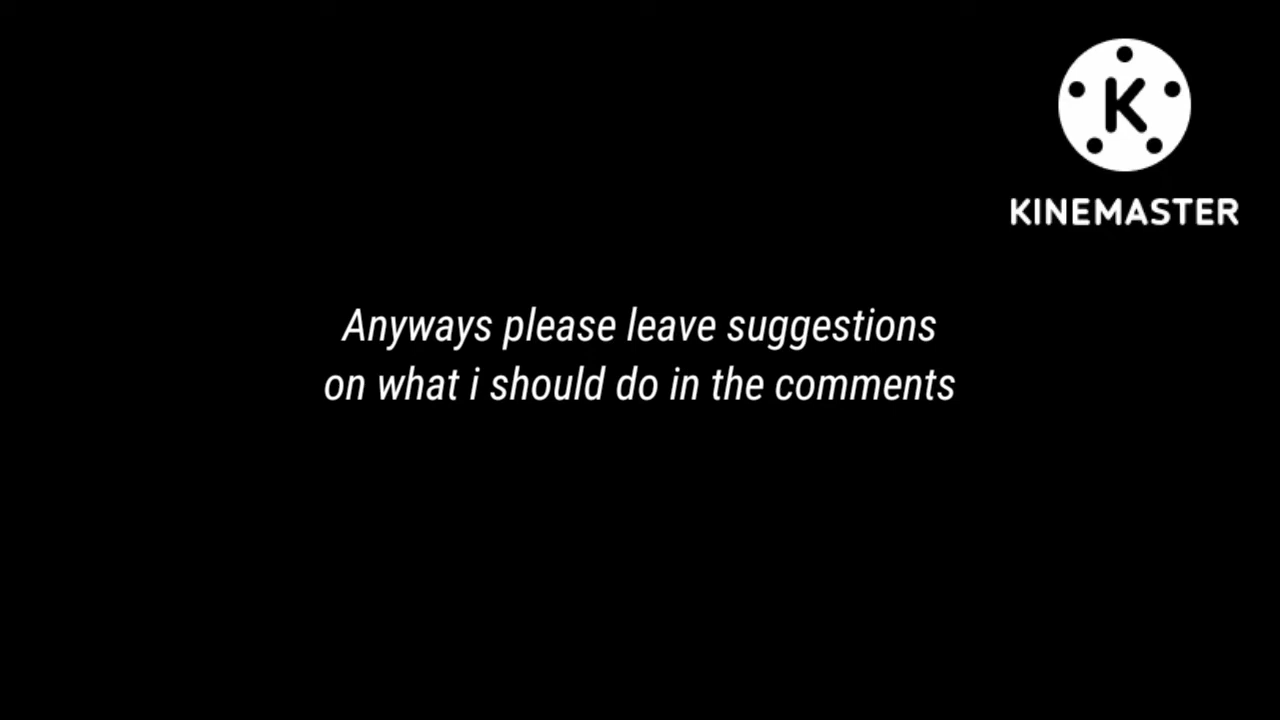 K
KINEMASTER
Anyways please leave suggestions
on what i should do in the comments